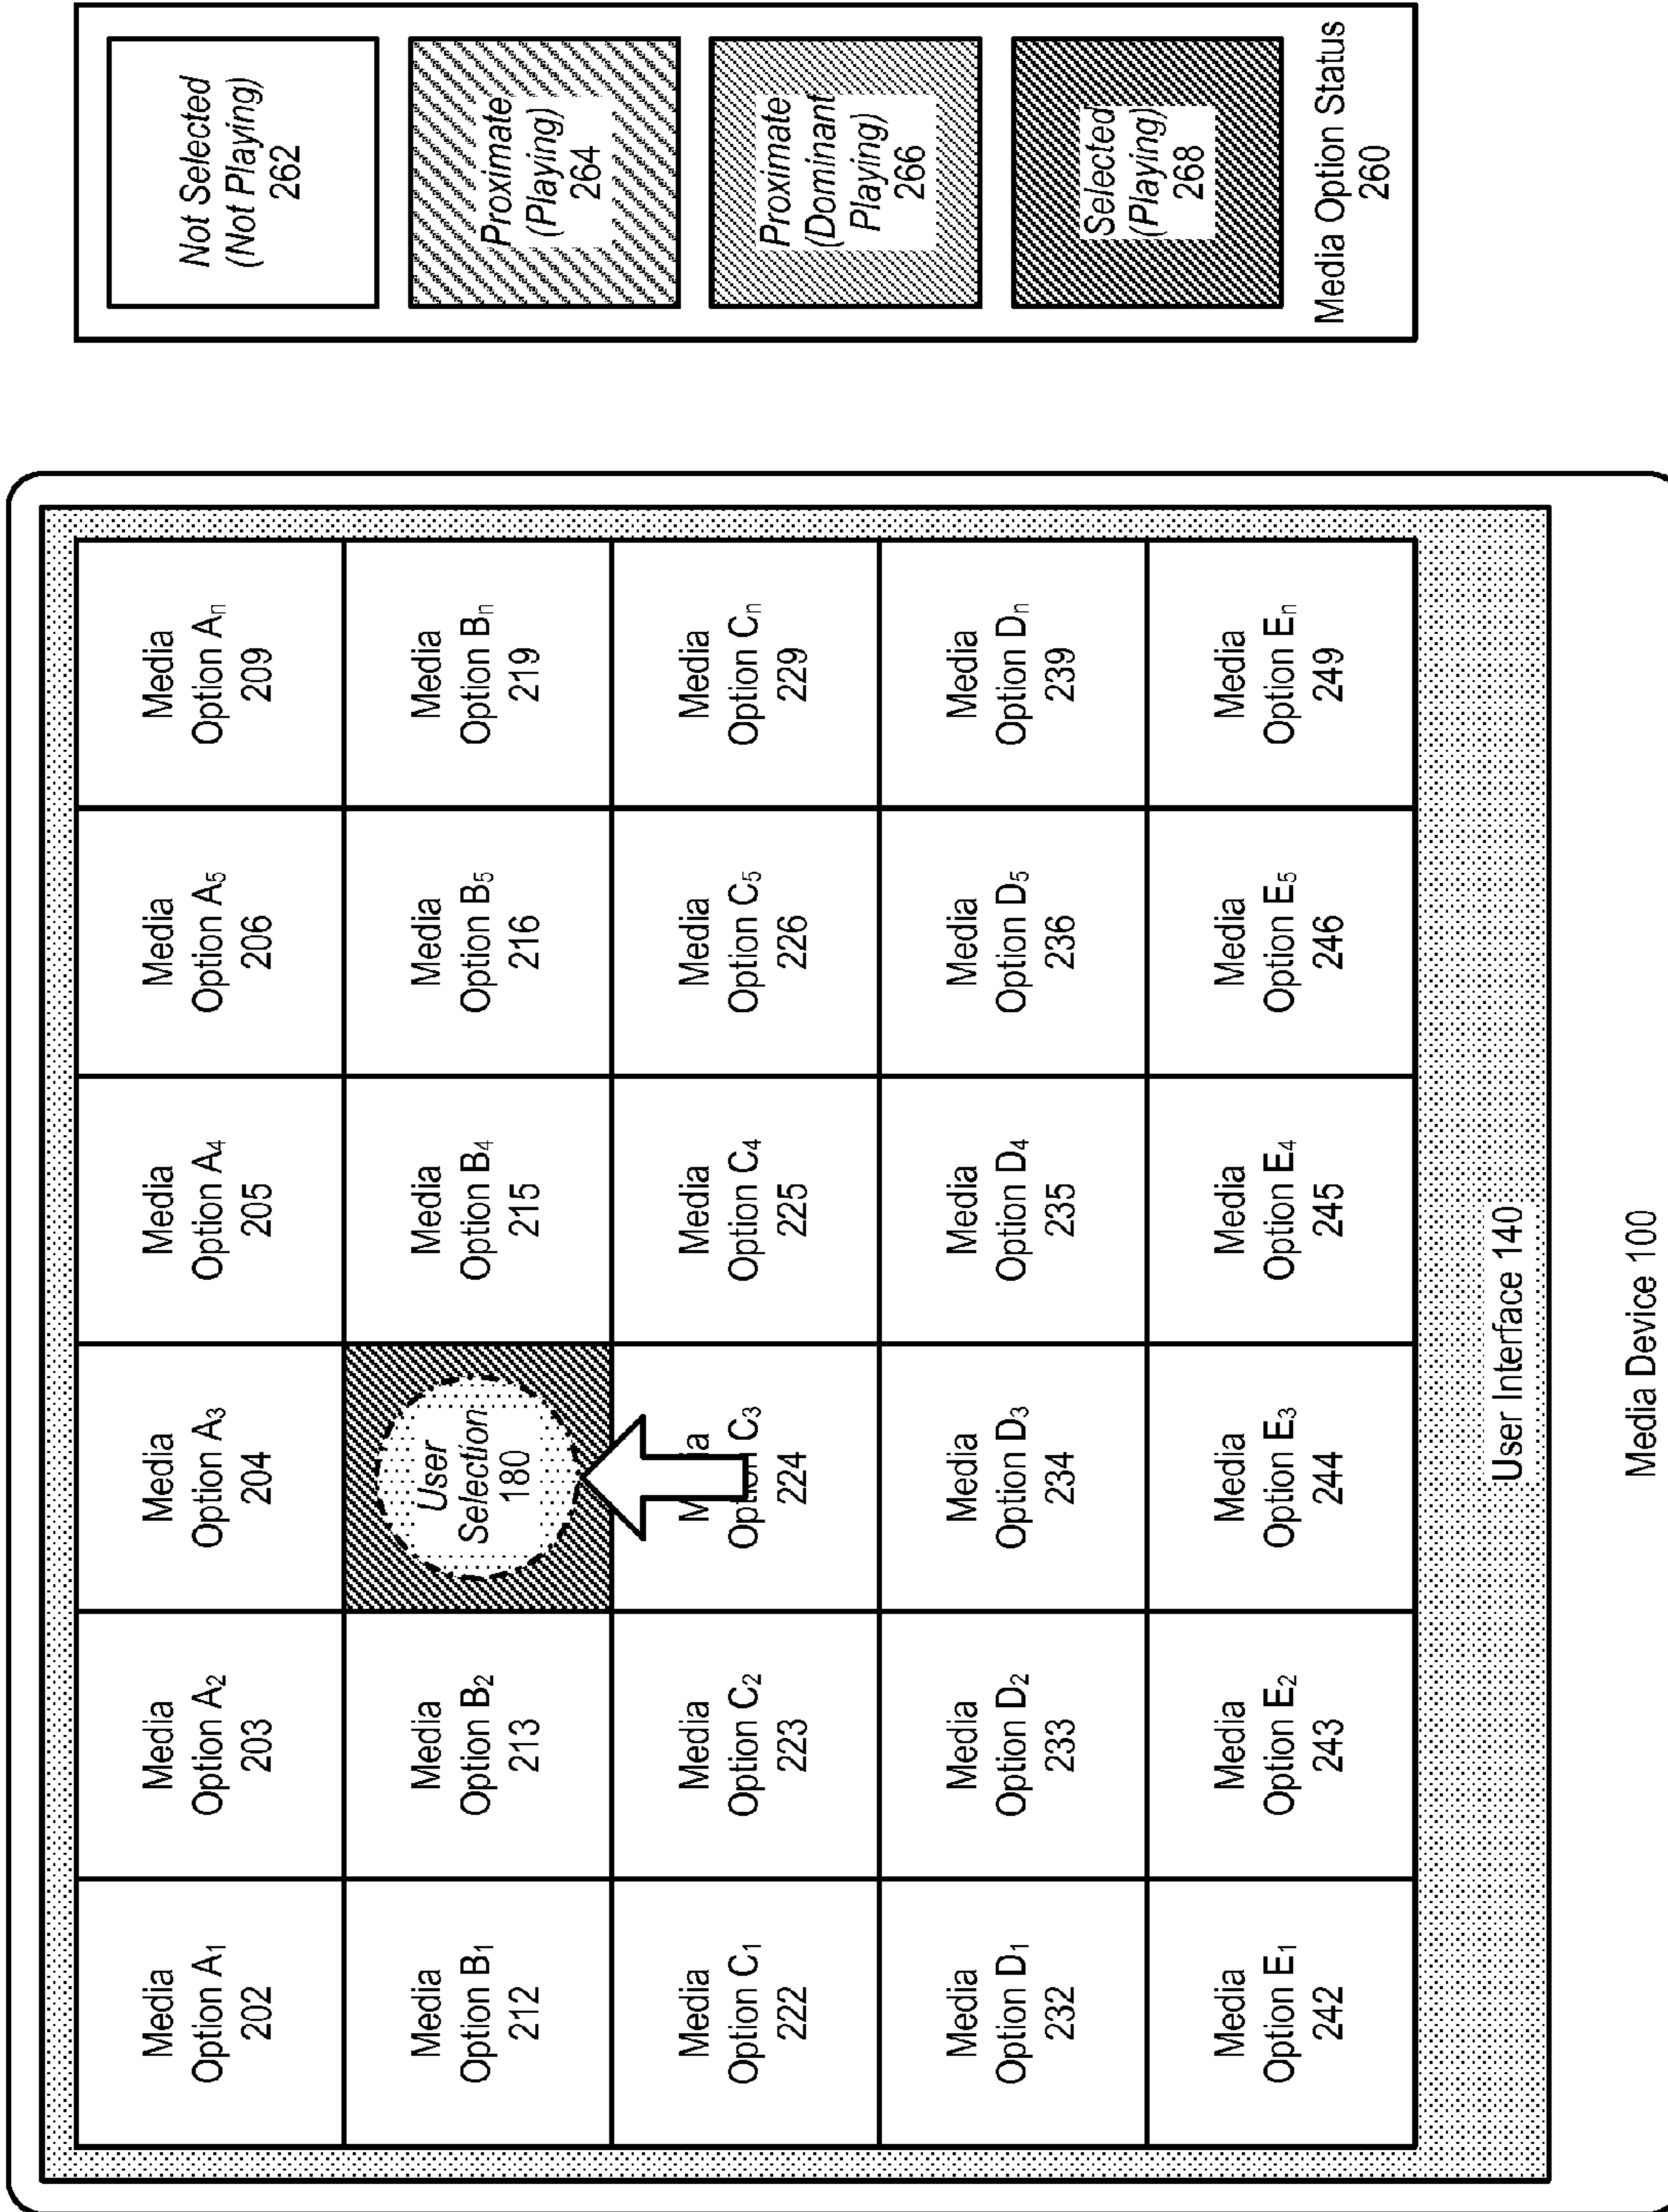 Media
Option A₁
202
Media
Option A₂
203
Media
Option A₃
204
Media
Option A₄
205
Media
Option A₅
206
Media
Option Aₙ
209
Media
Option B₁
212
Media
Option B₂
213
User
Selection
180
Media
Option B₄
215
Media
Option B₅
216
Media
Option Bₙ
219
Media
Option C₁
222
Media
Option C₂
223
Media
Option C₃
224
Media
Option C₄
225
Media
Option C₅
226
Media
Option Cₙ
229
Media
Option D₁
232
Media
Option D₂
233
Media
Option D₃
234
Media
Option D₄
235
Media
Option D₅
236
Media
Option Dₙ
239
Media
Option E₁
242
Media
Option E₂
243
Media
Option E₃
244
Media
Option E₄
245
Media
Option E₅
246
Media
Option Eₙ
249
User Interface 140
Media Device 100
Not Selected
(Not Playing)
262
Proximate
(Playing)
264
Proximate
(Dominant
Playing)
266
Selected
(Playing)
268
Media Option Status
260